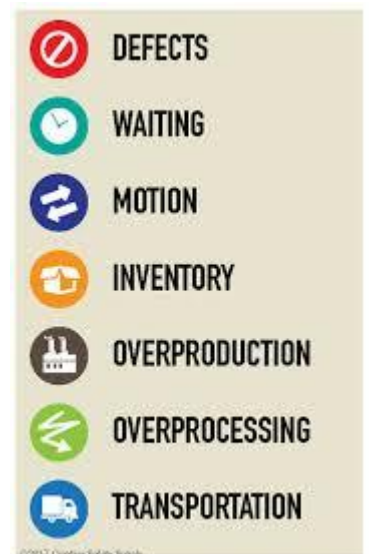 DEFECTS
WAITING
MOTION
INVENTORY
OVERPRODUCTION
OVERPROCESSING
TRANSPORTATION